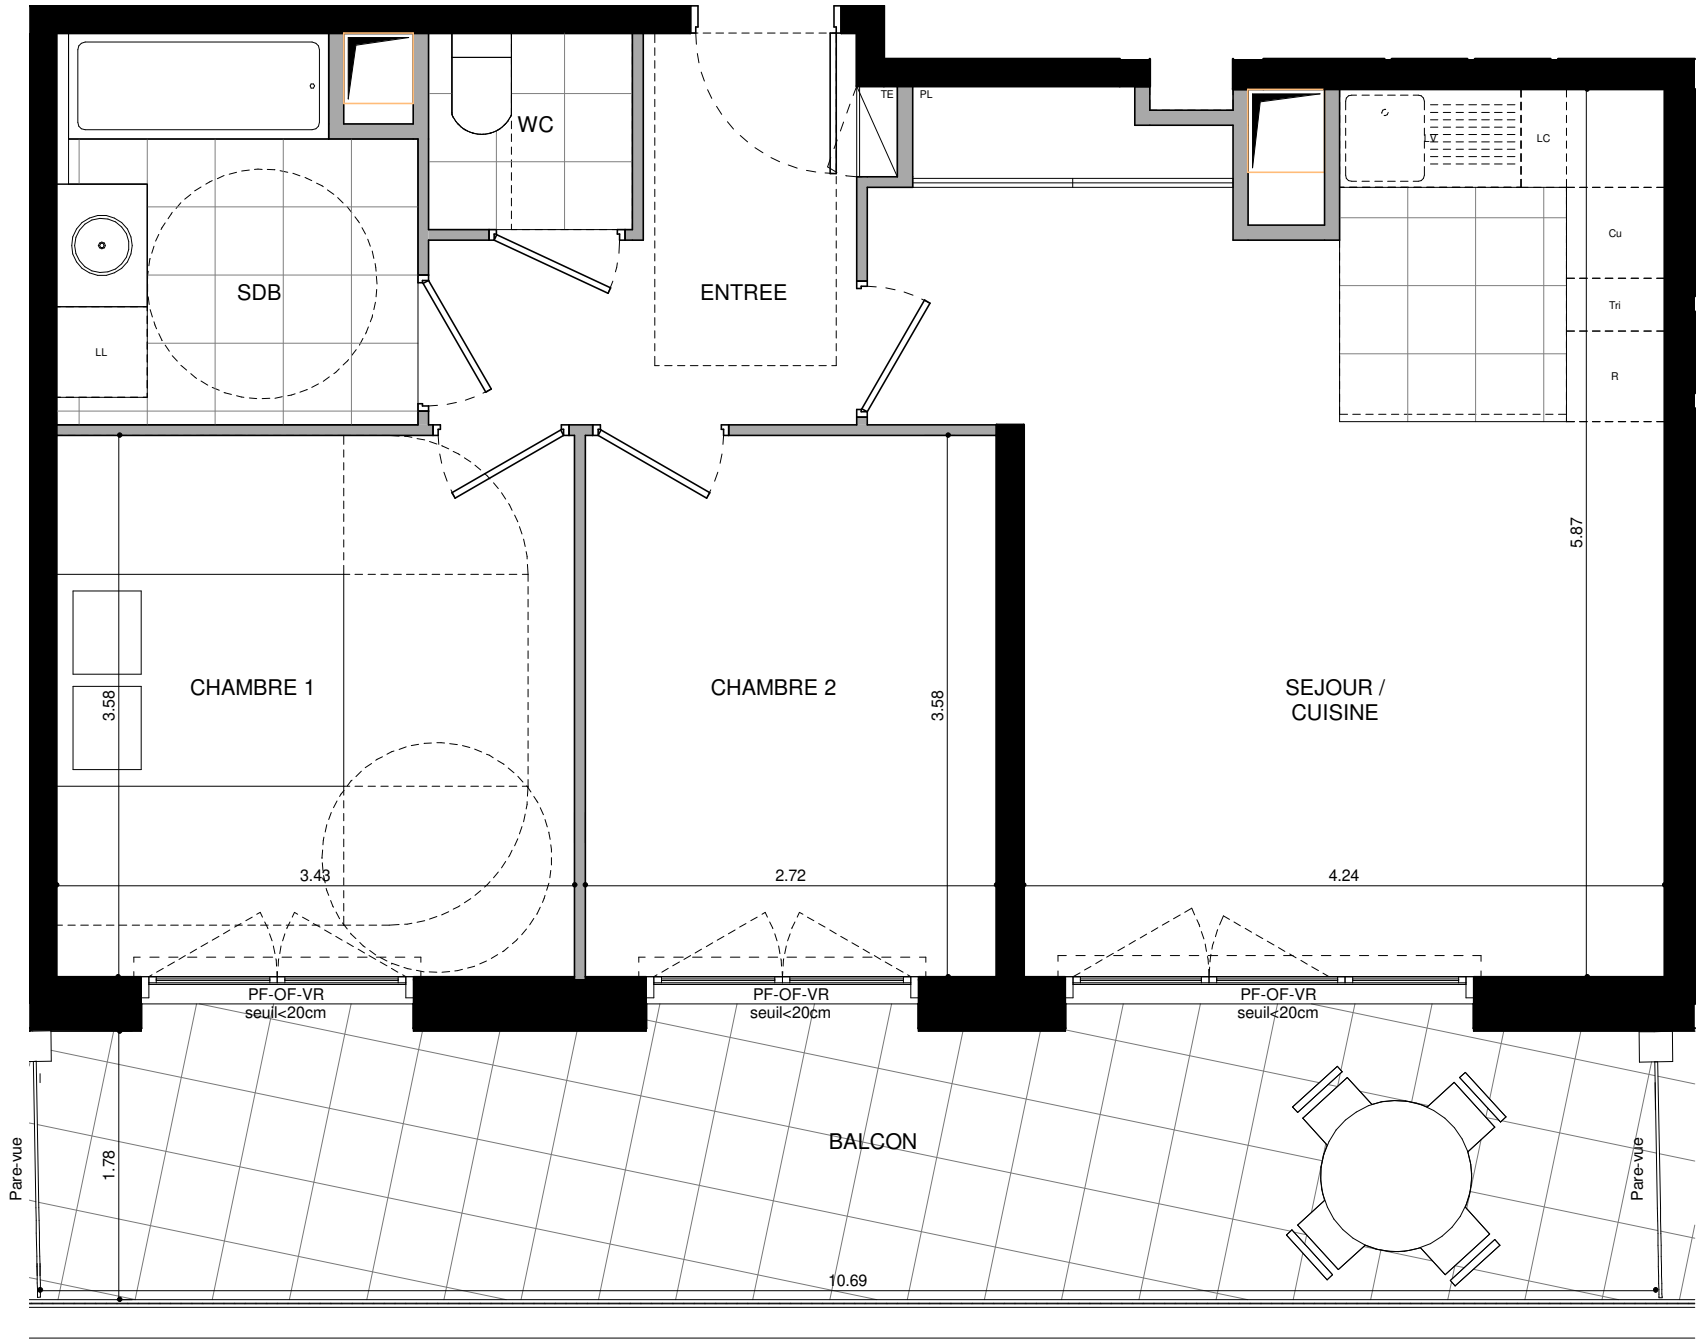 TE
PL
WC
LV
LC
Cu
SDB
ENTREE
Tri
LL
R
5.87
CHAMBRE 1
CHAMBRE 2
SEJOUR /
CUISINE
3.58
3.58
3.43
2.72
4.24
PF-OF-VR
seuil<20cm
PF-OF-VR
seuil<20cm
PF-OF-VR
seuil<20cm
BALCON
Pare-vue
1.78
Pare-vue
10.69